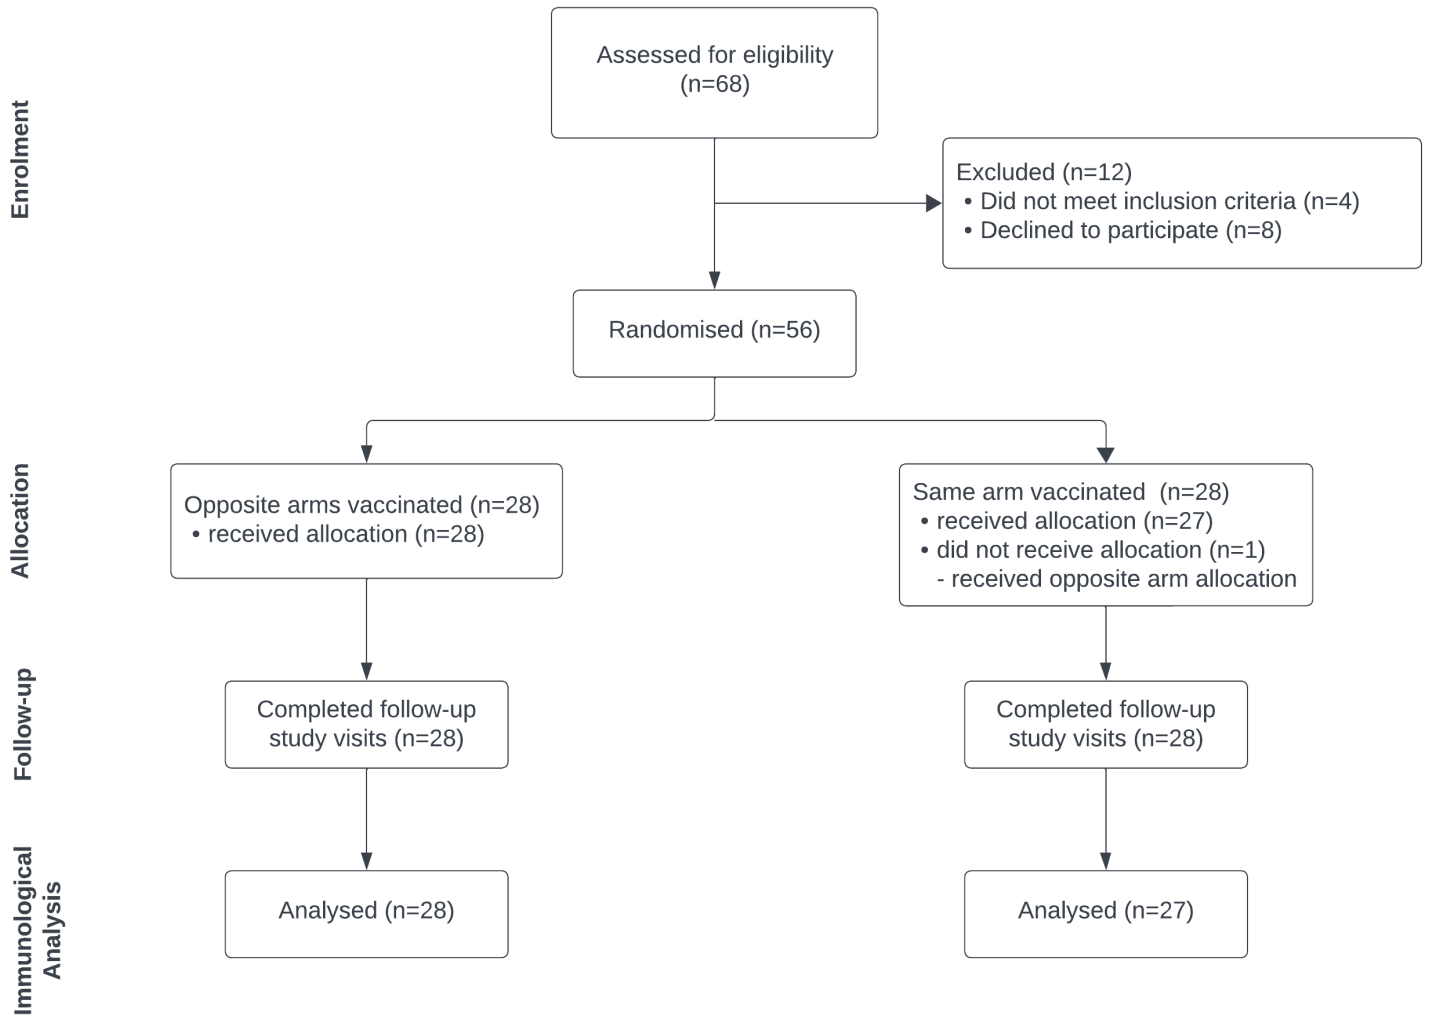 Enrolment
Assessed for eligibility
(n=68)
Excluded (n=12)
• Did not meet inclusion criteria (n=4)
• Declined to participate (n=8)
Randomised (n=56)
Allocation
Opposite arms vaccinated (n=28)
• received allocation (n=28)
Same arm vaccinated  (n=28)
• received allocation (n=27)
• did not receive allocation (n=1)
- received opposite arm allocation
Follow-up
Completed follow-up
study visits (n=28)
Completed follow-up
study visits (n=28)
Immunological
Analysis
Analysed (n=28)
Analysed (n=27)